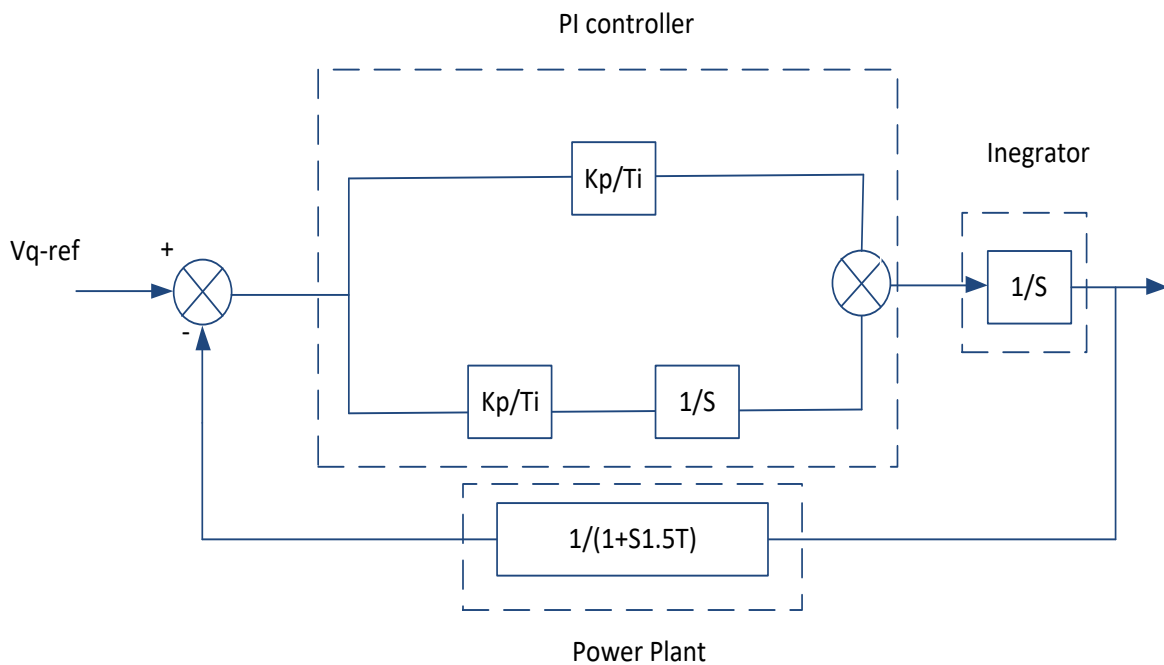 PI controller
Kp/Ti
Inegrator
Vq-ref
+
1/S
-
Kp/Ti
1/S
1/(1+S1.5T)
Power Plant